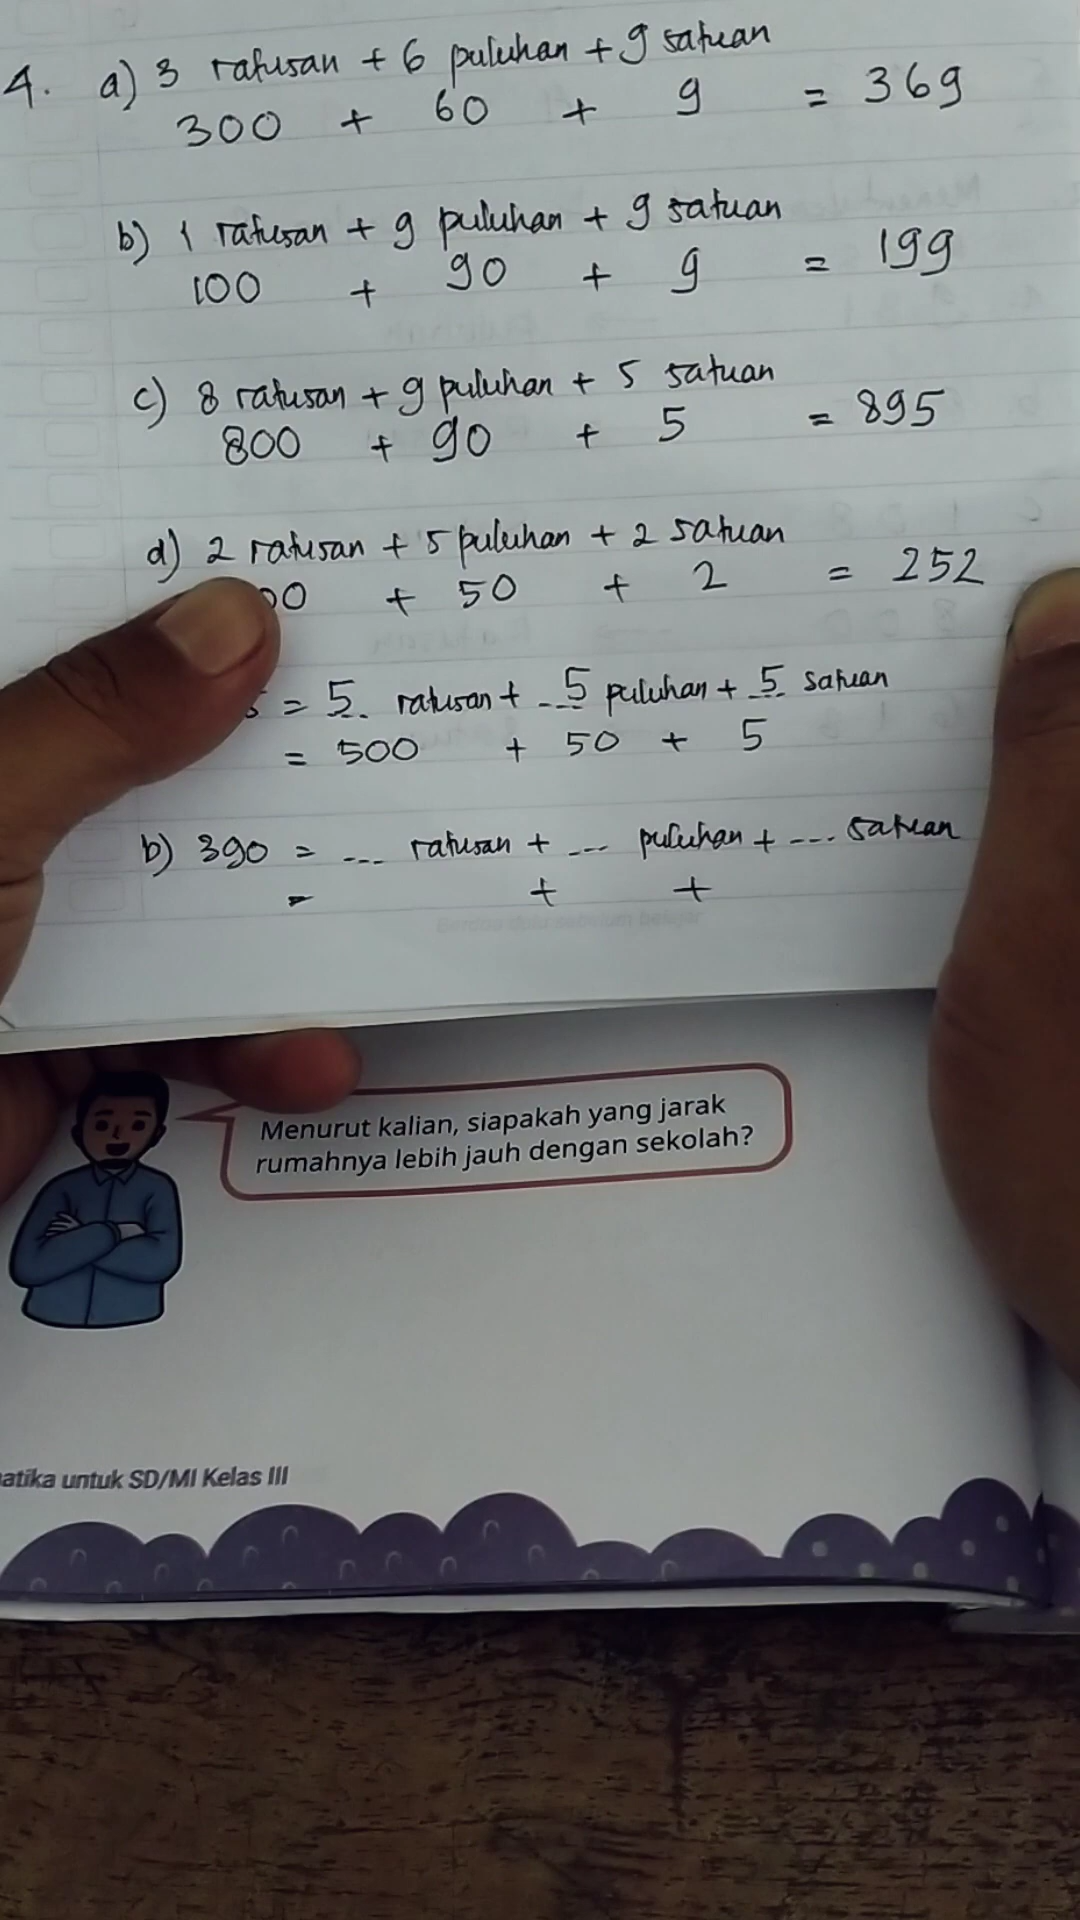 4. a) 3 ratusan + 6 puluhan + 9 satuan
300 + 60 + 9 = 369
b) 1 ratusan + 9 puluhan + 9 satuan
100 + 90 + 9 = 199
c) 8 ratusan + 9 puluhan + 5 satuan
800 + 90 + 5 = 895
d) 2 ratusan + 5 puluhan + 2 satuan
00 + 50 + 2 = 252
5 = 5 ratusan + 5 puluhan + 5 satuan
= 500 + 50 + 5
b) 390 = ... ratusan + ... puluhan + ... satuan
= + +
Menurut kalian, siapakah yang jarak
rumahnya lebih jauh dengan sekolah?
atika untuk SD/MI Kelas III